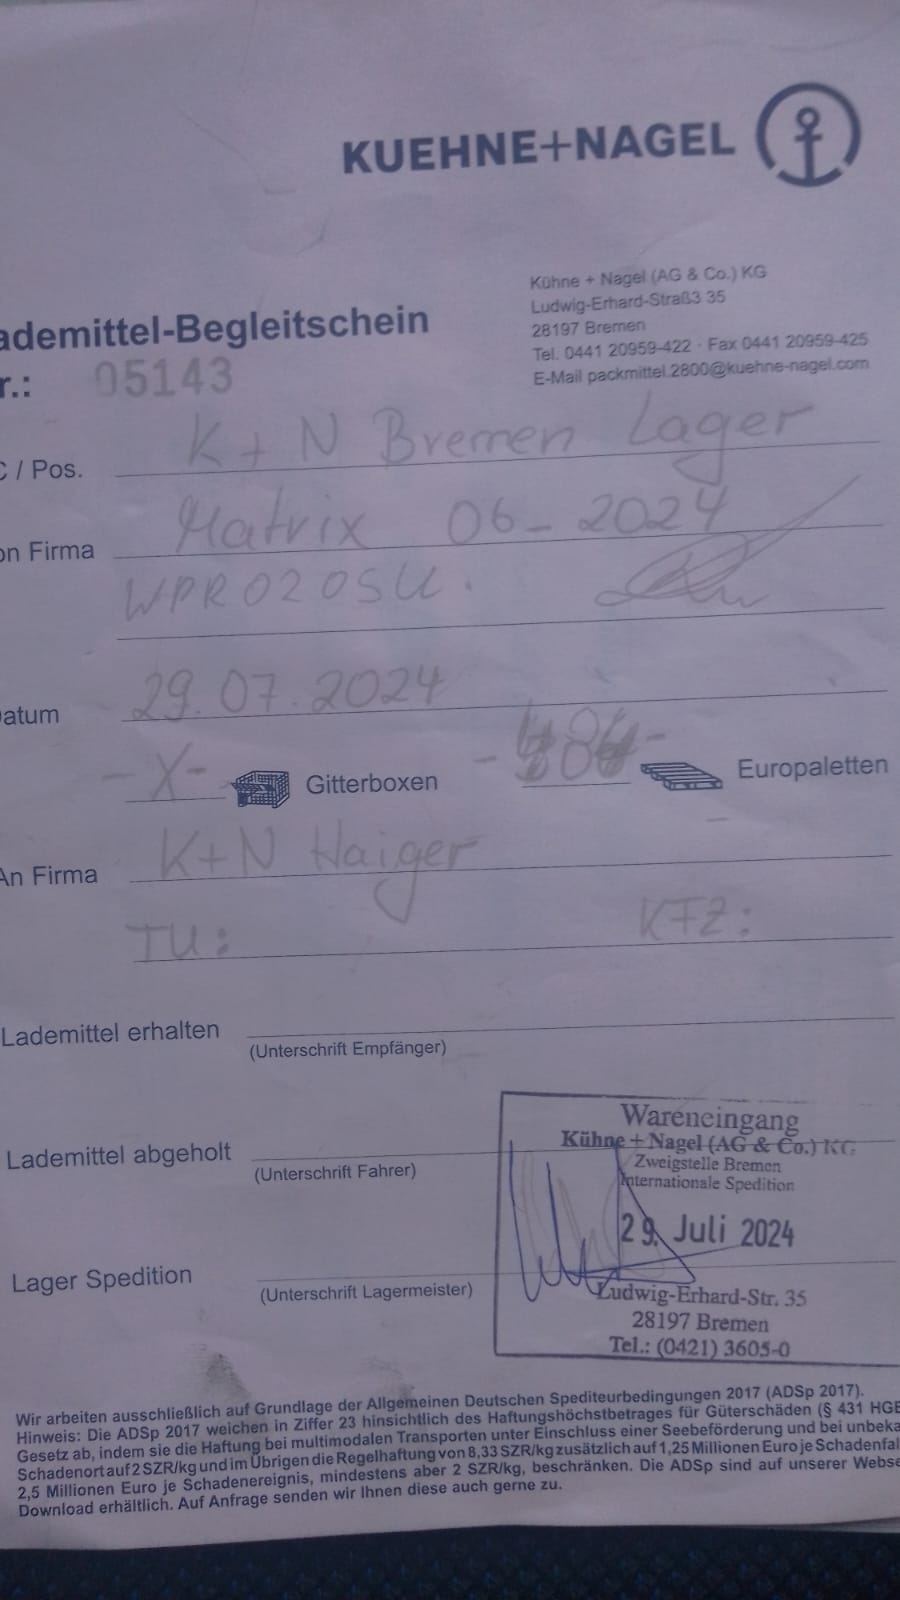 KUEHNE+NAGEL
Kühne + Nagel (AG & Co.) KG
Ludwig-Erhard-Straß3 35
28197 Bremen
Tel. 0441 20959-422 · Fax 0441 20959-425
E-Mail packmittel.2800@kuehne-nagel.com
ademittel-Begleitschein
r.: 05143
C / Pos. K + N Bremen Lager
on Firma Matrix 06-2024
WPR020SU.
Datum 29.07.2024
-X- Gitterboxen Europaletten
An Firma K+N Haiger
TU: KFZ:
Lademittel erhalten
(Unterschrift Empfänger)
Lademittel abgeholt
(Unterschrift Fahrer)
Lager Spedition
(Unterschrift Lagermeister)
Wareneingang
Kühne + Nagel (AG & Co.) KG
Zweigstelle Bremen
Internationale Spedition
29. Juli 2024
Ludwig-Erhard-Str. 35
28197 Bremen
Tel.: (0421) 3605-0
Wir arbeiten ausschließlich auf Grundlage der Allgemeinen Deutschen Spediteurbedingungen 2017 (ADSp 2017).
Hinweis: Die ADSp 2017 weichen in Ziffer 23 hinsichtlich des Haftungshöchstbetrages für Güterschäden (§ 431 HGB
Gesetz ab, indem sie die Haftung bei multimodalen Transporten unter Einschluss einer Seebeförderung und bei unbeka
Schadenort auf 2 SZR/kg und im Übrigen die Regelhaftung von 8,33 SZR/kg zusätzlich auf 1,25 Millionen Euro je Schadenfal
2,5 Millionen Euro je Schadenereignis, mindestens aber 2 SZR/kg, beschränken. Die ADSp sind auf unserer Webse
Download erhältlich. Auf Anfrage senden wir Ihnen diese auch gerne zu.